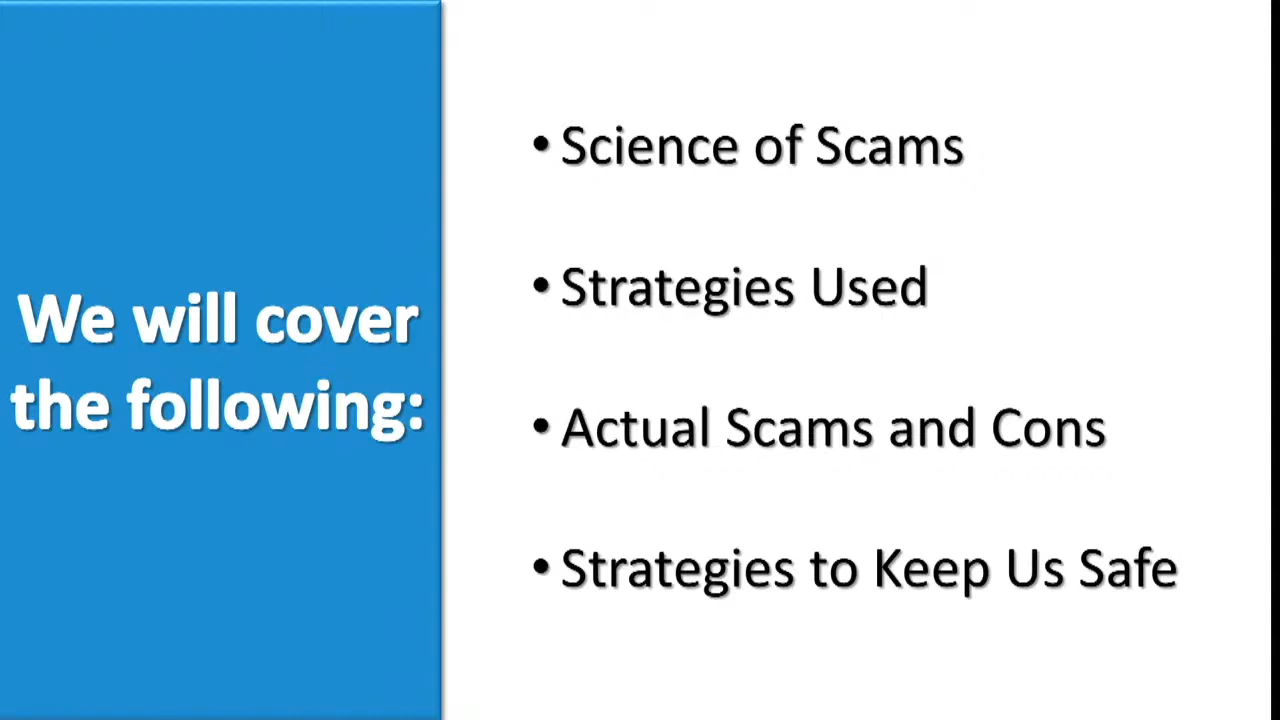 We will cover
the following:
• Science of Scams
• Strategies Used
• Actual Scams and Cons
• Strategies to Keep Us Safe